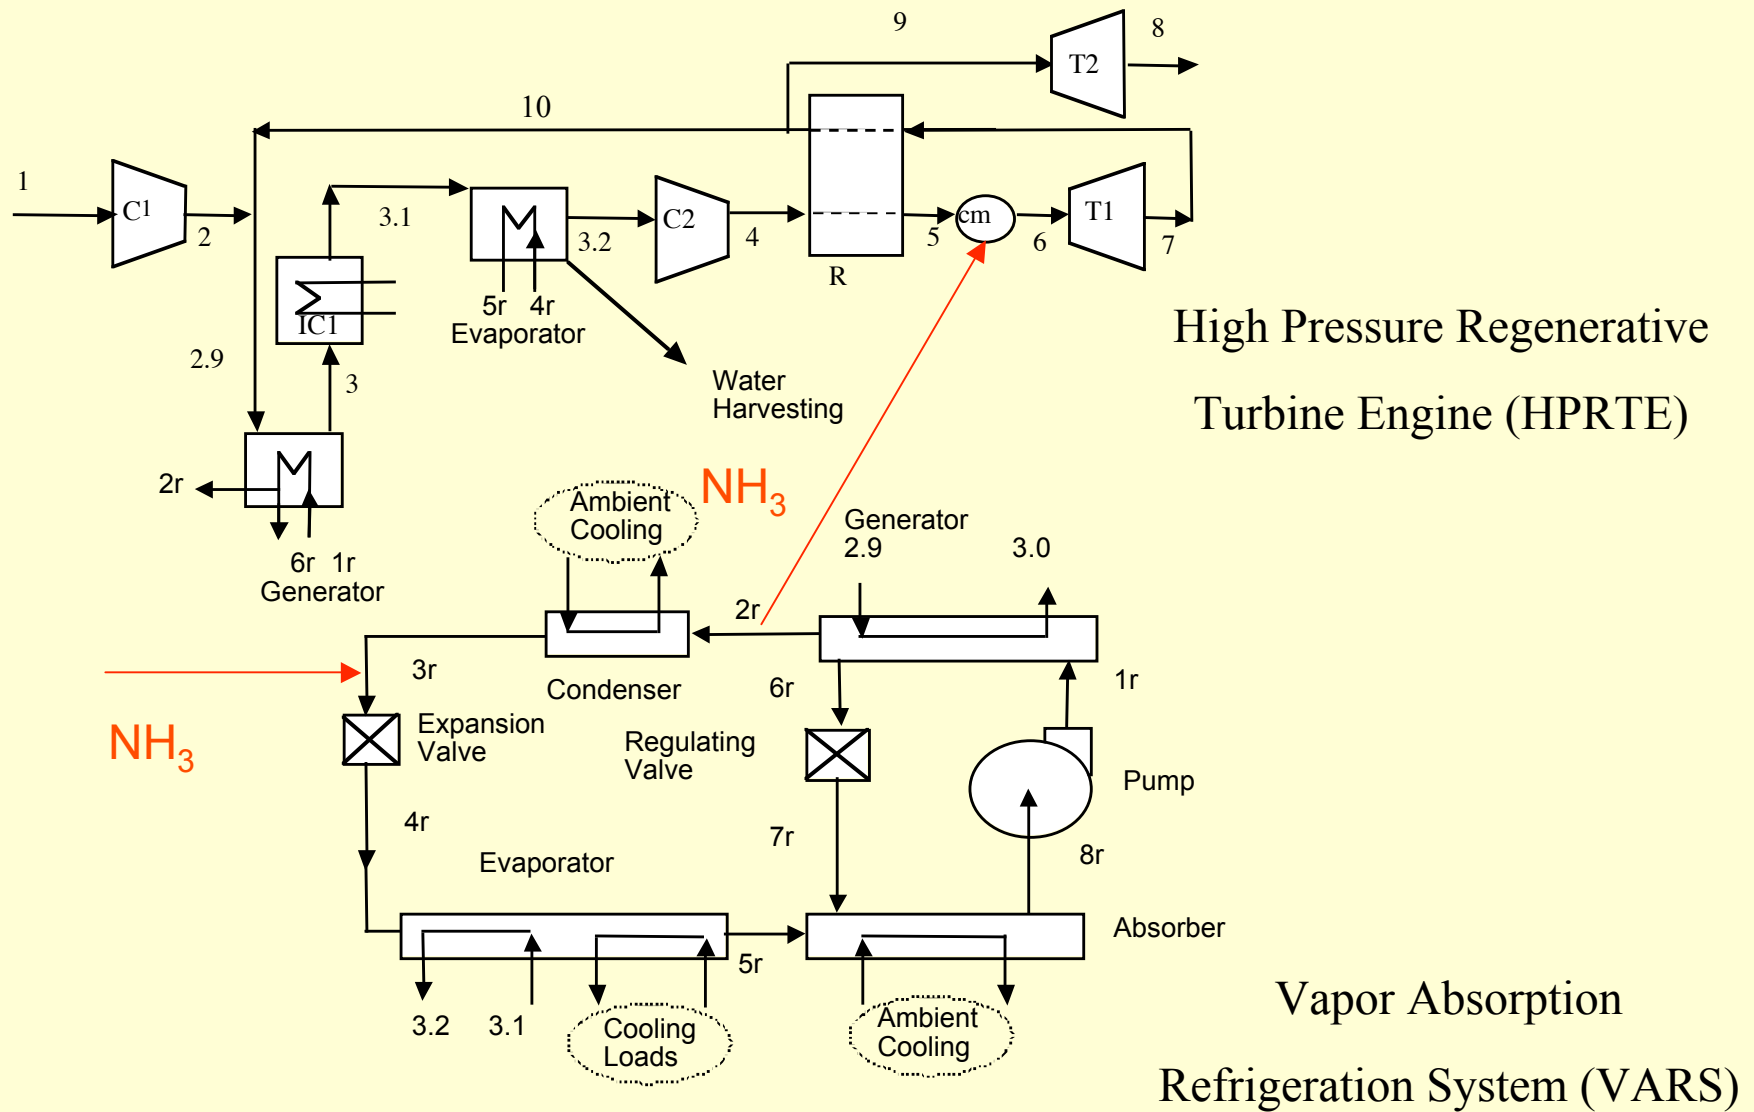 9
8
T2
10
1
C1
2
3.1
3.2
C2
4
5
cm
6
T1
7
R
IC1
5r 4r
Evaporator
High Pressure Regenerative
2.9
3
Water
Harvesting
Turbine Engine (HPRTE)
2r
NH3
Ambient
Cooling
Generator
2.9 3.0
6r 1r
Generator
2r
3r
Condenser
6r
1r
NH3
Expansion
Valve
Regulating
Valve
Pump
4r
7r
8r
Evaporator
Absorber
5r
3.2 3.1
Cooling
Loads
Ambient
Cooling
Vapor Absorption
Refrigeration System (VARS)